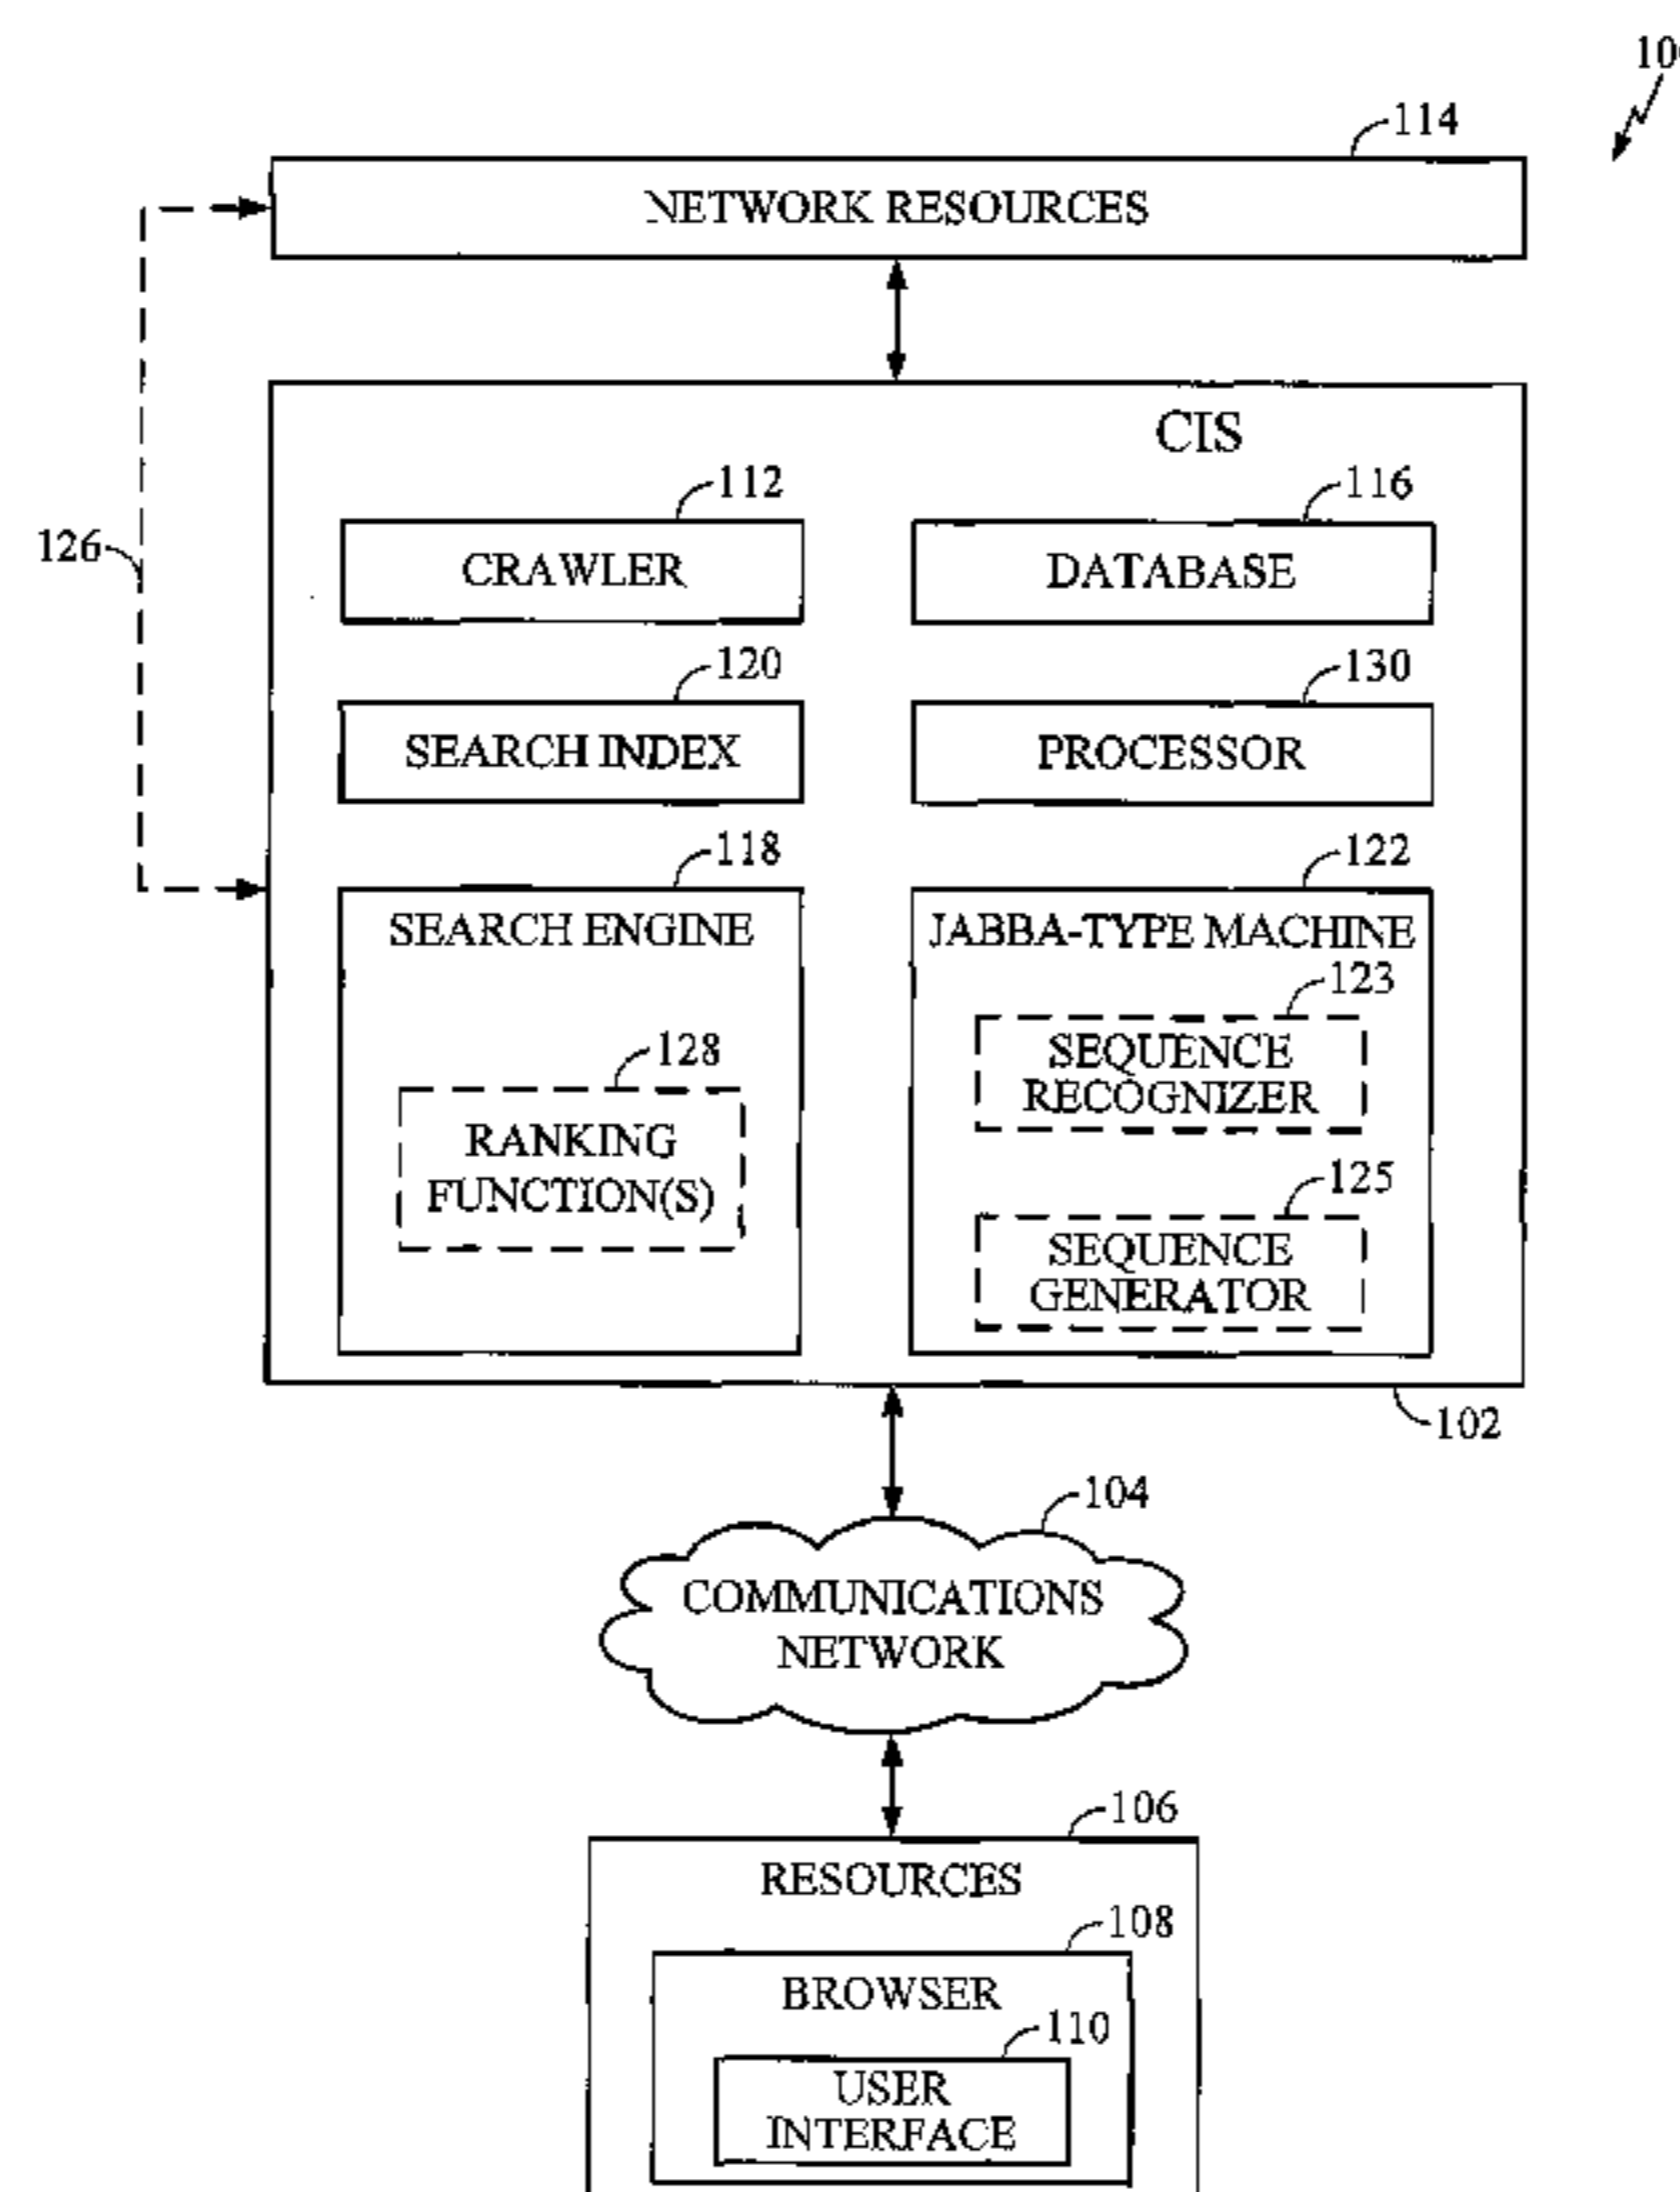 10
114
NETWORK RESOURCES
CIS
112
116
126
CRAWLER
DATABASE
120
130
SEARCH INDEX
PROCESSOR
118
122
SEARCH ENGINE
JABBA-TYPE MACHINE
123
128
SEQUENCE
RECOGNIZER
RANKING
FUNCTION(S)
125
SEQUENCE
GENERATOR
102
104
COMMUNICATIONS
NETWORK
106
RESOURCES
108
BROWSER
110
USER
INTERFACE